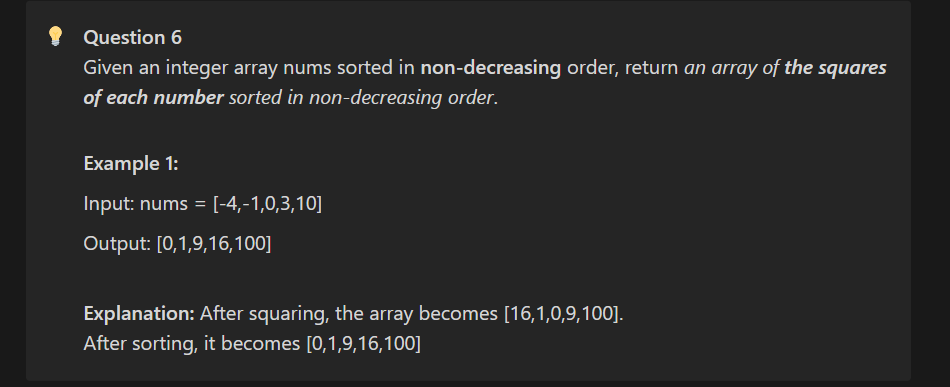 Question 6
Given an integer array nums sorted in non-decreasing order, return an array of the squares
of each number sorted in non-decreasing order.
Example 1:
Input: nums = [-4,-1,0,3,10]
Output: [0,1,9,16,100]
Explanation: After squaring, the array becomes [16,1,0,9,100].
After sorting, it becomes [0,1,9,16,100]